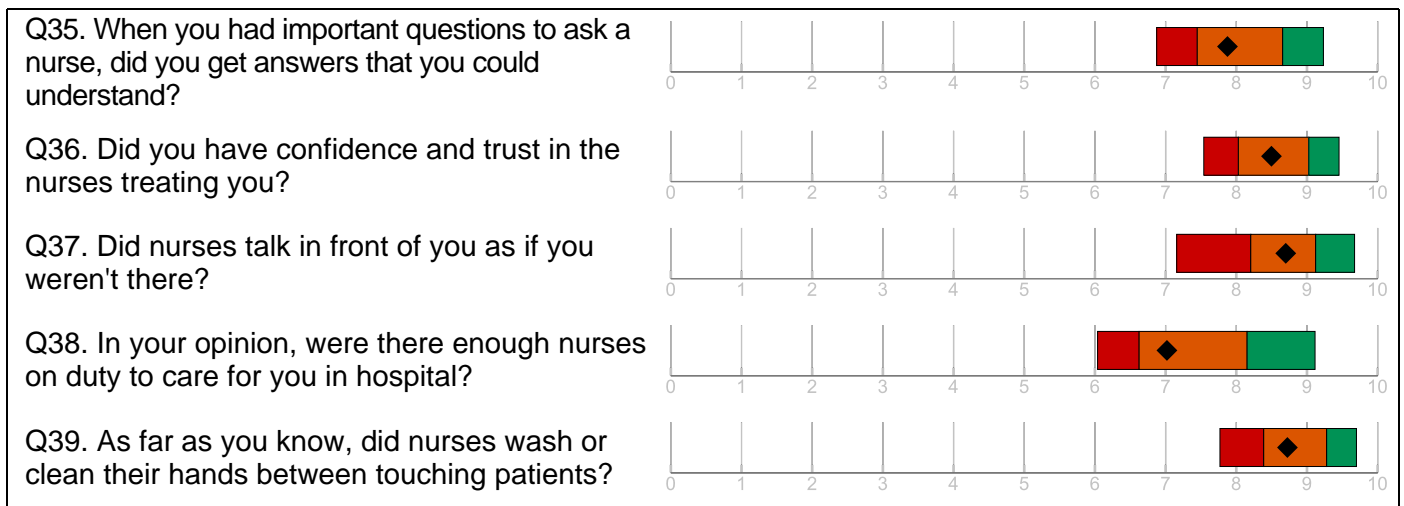 Q35. When you had important questions to ask a
nurse, did you get answers that you could
understand?
0 1 2 3 4 5 6 7 8 9 10
Q36. Did you have confidence and trust in the
nurses treating you?
0 1 2 3 4 5 6 7 8 9 10
Q37. Did nurses talk in front of you as if you
weren't there?
0 1 2 3 4 5 6 7 8 9 10
Q38. In your opinion, were there enough nurses
on duty to care for you in hospital?
0 1 2 3 4 5 6 7 8 9 10
Q39. As far as you know, did nurses wash or
clean their hands between touching patients?
0 1 2 3 4 5 6 7 8 9 10